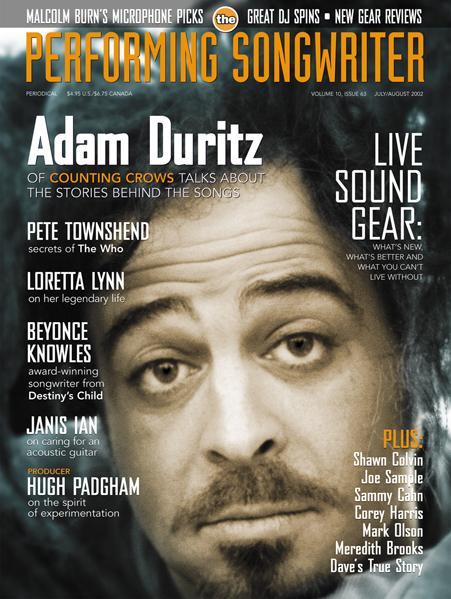 MALCOLM BURN'S MICROPHONE PICKS the GREAT DJ SPINS • NEW GEAR REVIEWS
PERFORMING SONGWRITER
PERIODICAL $4.95 U.S./$6.75 CANADA VOLUME 10, ISSUE 63 JULY/AUGUST 2002
Adam Duritz
OF COUNTING CROWS TALKS ABOUT
THE STORIES BEHIND THE SONGS
LIVE
SOUND
GEAR:
WHAT'S NEW,
WHAT'S BETTER AND
WHAT YOU CAN'T
LIVE WITHOUT
PETE TOWNSHEND
secrets of The Who
LORETTA LYNN
on her legendary life
BEYONCE
KNOWLES
award-winning
songwriter from
Destiny's Child
JANIS IAN
on caring for an
acoustic guitar
PRODUCER
HUGH PADGHAM
on the spirit
of experimentation
PLUS:
Shawn Colvin
Joe Sample
Sammy Cahn
Corey Harris
Mark Olson
Meredith Brooks
Dave's True Story